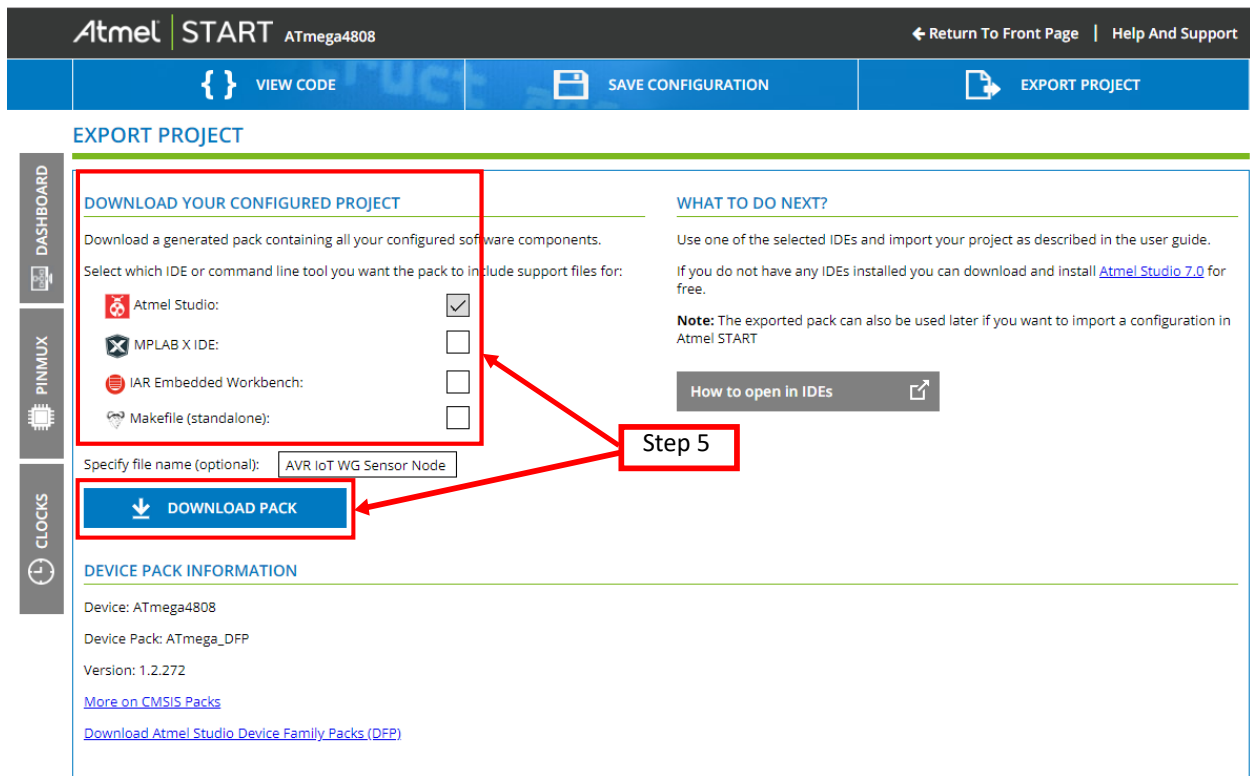 Atmel START ATmega4808
Return To Front Page | Help And Support
{ } VIEW CODE
SAVE CONFIGURATION
EXPORT PROJECT
EXPORT PROJECT
DASHBOARD
PINMUX
CLOCKS
DOWNLOAD YOUR CONFIGURED PROJECT
Download a generated pack containing all your configured software components.
Select which IDE or command line tool you want the pack to include support files for:
Atmel Studio:
MPLAB X IDE:
IAR Embedded Workbench:
Makefile (standalone):
Specify file name (optional): AVR IoT WG Sensor Node
DOWNLOAD PACK
WHAT TO DO NEXT?
Use one of the selected IDEs and import your project as described in the user guide.
If you do not have any IDEs installed you can download and install Atmel Studio 7.0 for
free.
Note: The exported pack can also be used later if you want to import a configuration in
Atmel START
How to open in IDEs
Step 5
DEVICE PACK INFORMATION
Device: ATmega4808
Device Pack: ATmega_DFP
Version: 1.2.272
More on CMSIS Packs
Download Atmel Studio Device Family Packs (DFP)